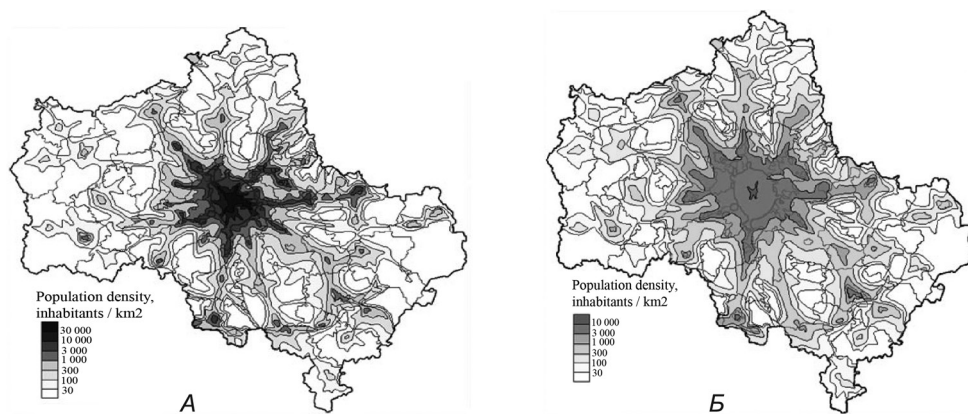 Population density,
inhabitants / km2
30 000
10 000
3 000
1 000
300
100
30
А
Population density,
inhabitants / km2
10 000
3 000
1 000
300
100
30
Б